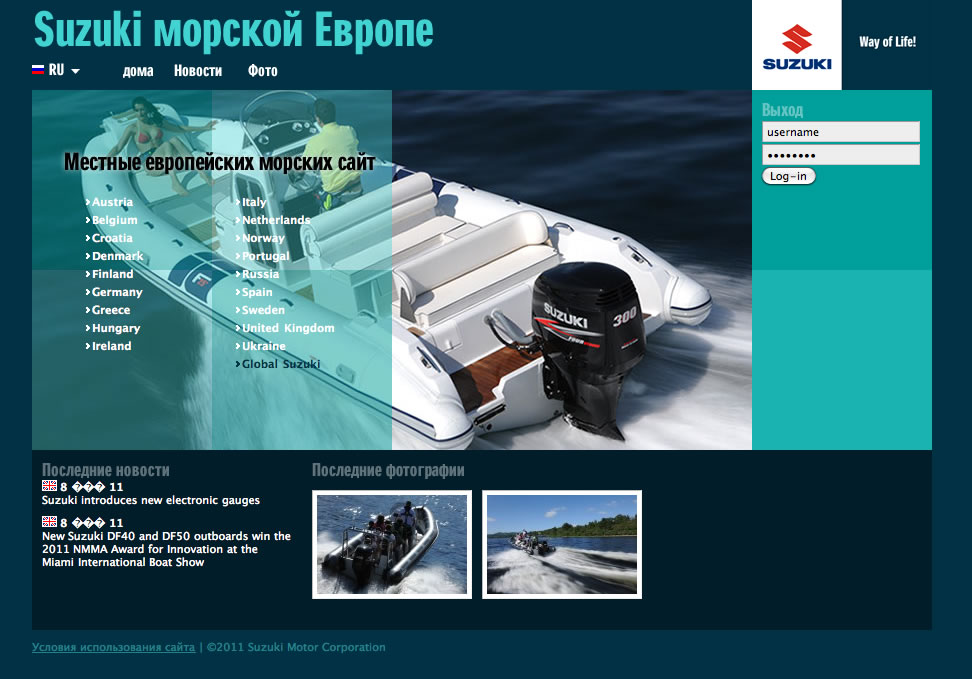 Suzuki морской Европе
SUZUKI
Way of Life!
RU
дома Новости Фото
Выход
username
Log-in
Местные европейских морских сайт
Austria
Belgium
Croatia
Denmark
Finland
Germany
Greece
Hungary
Ireland
Italy
Netherlands
Norway
Portugal
Russia
Spain
Sweden
United Kingdom
Ukraine
Global Suzuki
SUZUKI
300
FOUR STROKE
Последние новости
8 ��� 11
Suzuki introduces new electronic gauges
8 ��� 11
New Suzuki DF40 and DF50 outboards win the
2011 NMMA Award for Innovation at the
Miami International Boat Show
Последние фотографии
Условия использования сайта | ©2011 Suzuki Motor Corporation